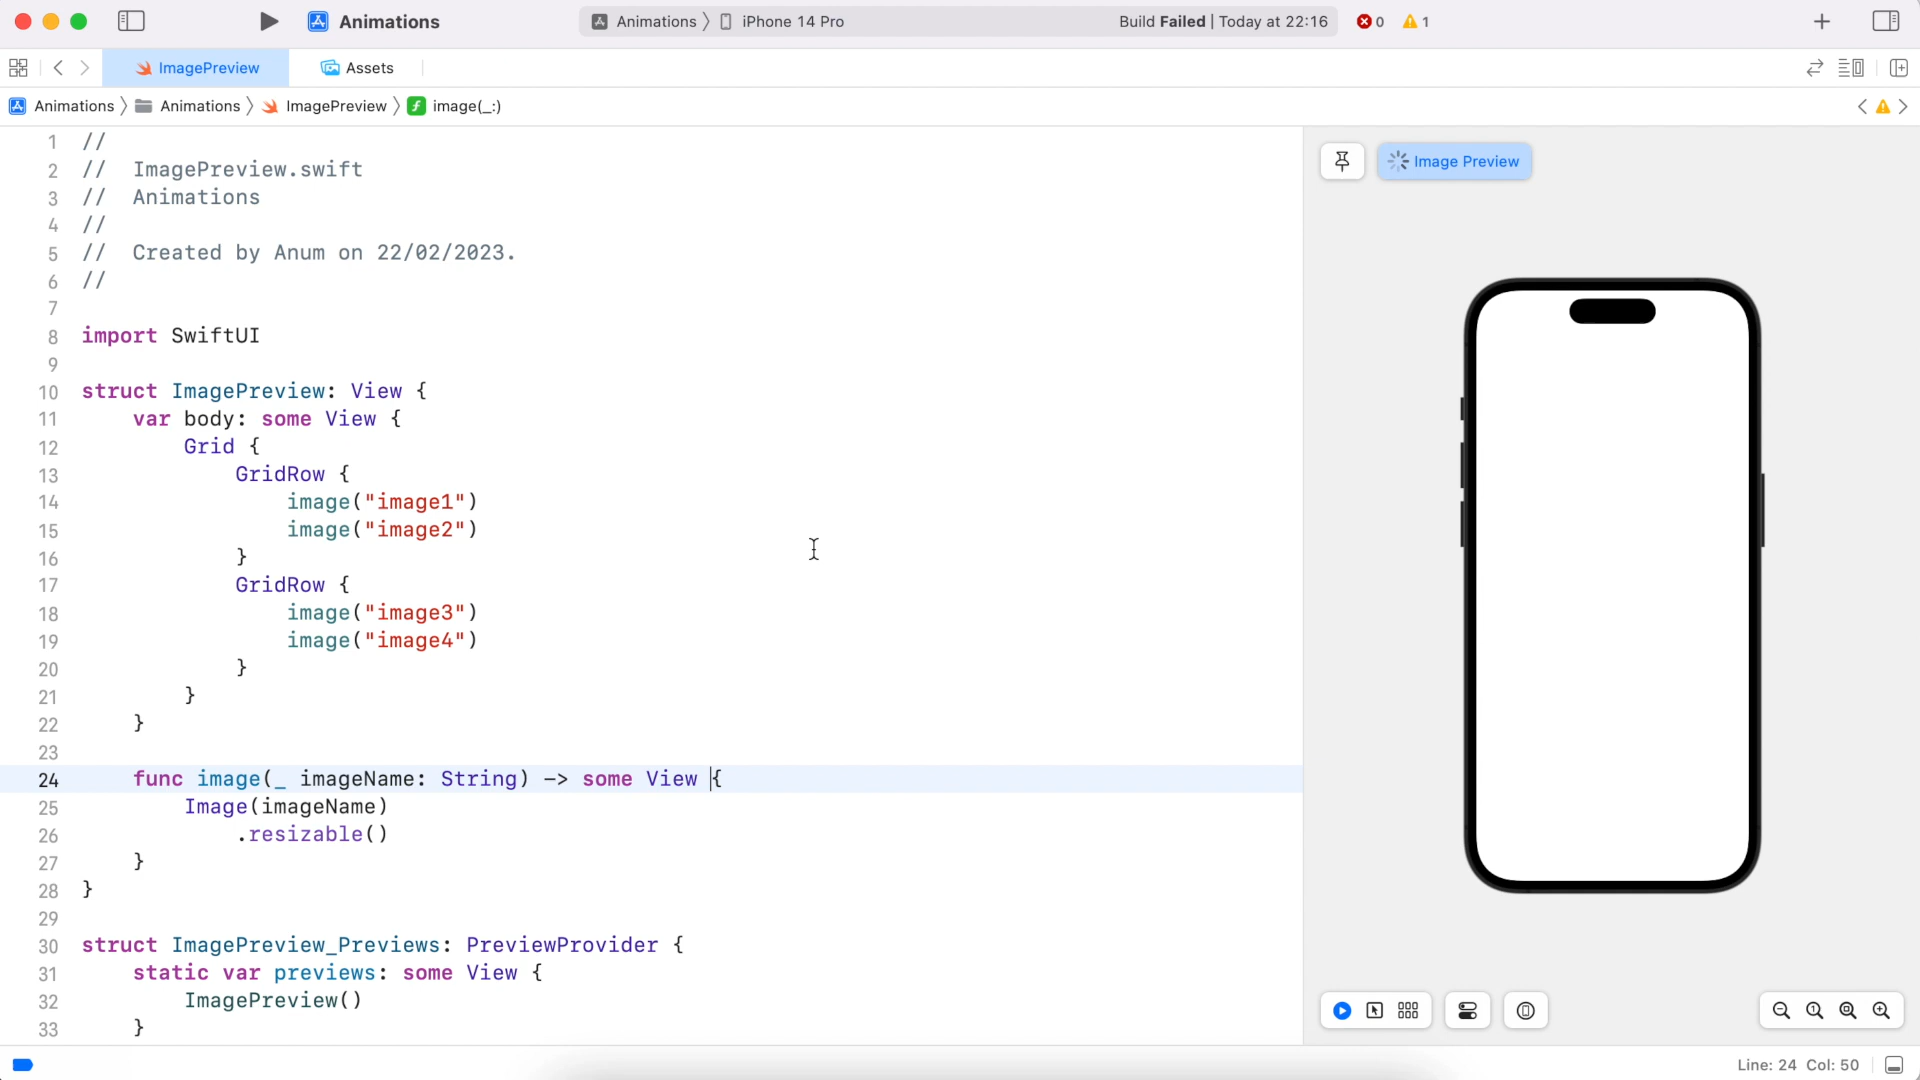 Animations
Animations 〉 iPhone 14 Pro
Build Failed | Today at 22:16
0
1
ImagePreview
Assets
Animations 〉 Animations 〉 ImagePreview 〉 image(_:)
1 //
2 //  ImagePreview.swift
3 //  Animations
4 //
5 //  Created by Anum on 22/02/2023.
6 //
7
8 import SwiftUI
9
10 struct ImagePreview: View {
11     var body: some View {
12         Grid {
13             GridRow {
14                 image("image1")
15                 image("image2")
16             }
17             GridRow {
18                 image("image3")
19                 image("image4")
20             }
21         }
22     }
23
24     func image(_ imageName: String) -> some View {
25         Image(imageName)
26             .resizable()
27     }
28 }
29
30 struct ImagePreview_Previews: PreviewProvider {
31     static var previews: some View {
32         ImagePreview()
33     }
Image Preview
Line: 24 Col: 50